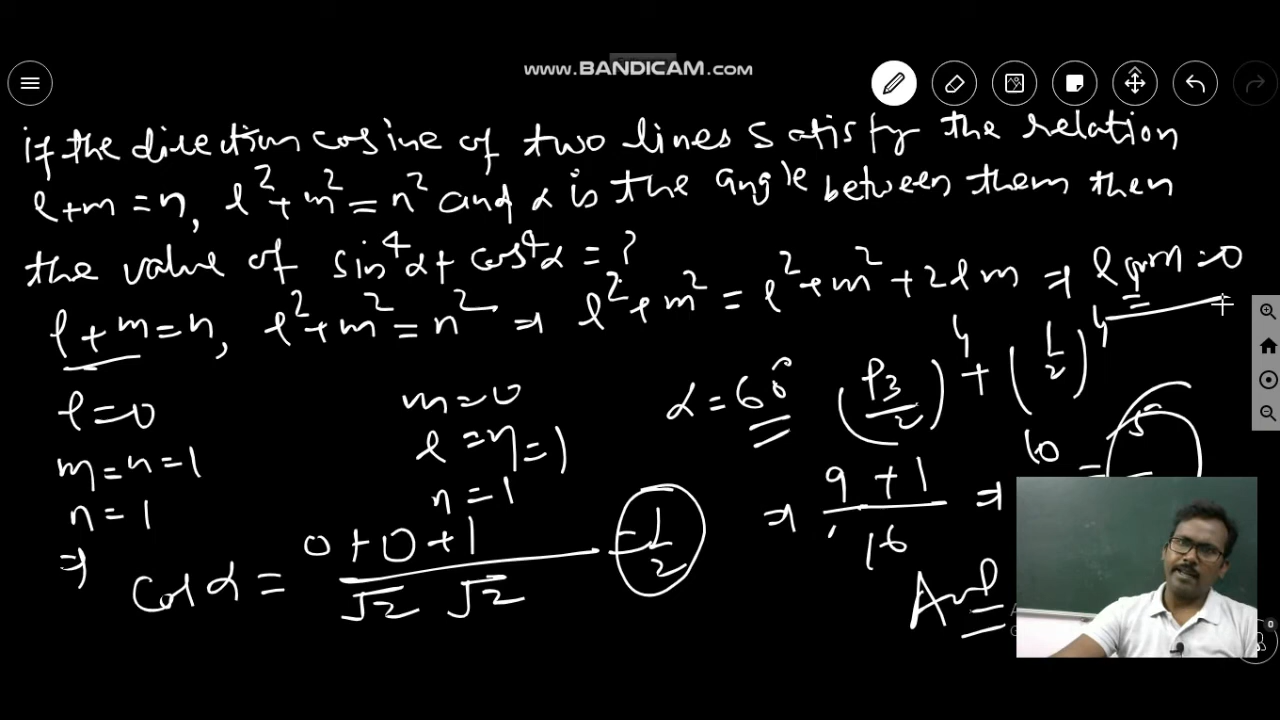 www.BANDICAM.com
if the direction cosine of two lines satisfy the relation
l+m=n, l²+m²=n² and α is the angle between them then
the value of sin⁴α+cos⁴α=?
l+m=n, l²+m²=n² ⇒ l²+m²=l²+m²+2lm ⇒ lm=0
l=0
m=n=1
n=1
m=0
l=n=1
n=1
⇒ cosα = (0+0+1)/(√2 √2) = 1/2
α=60° (√3/2)⁴+(1/2)⁴
⇒ (9+1)/16 ⇒ 10 = 5
Ans